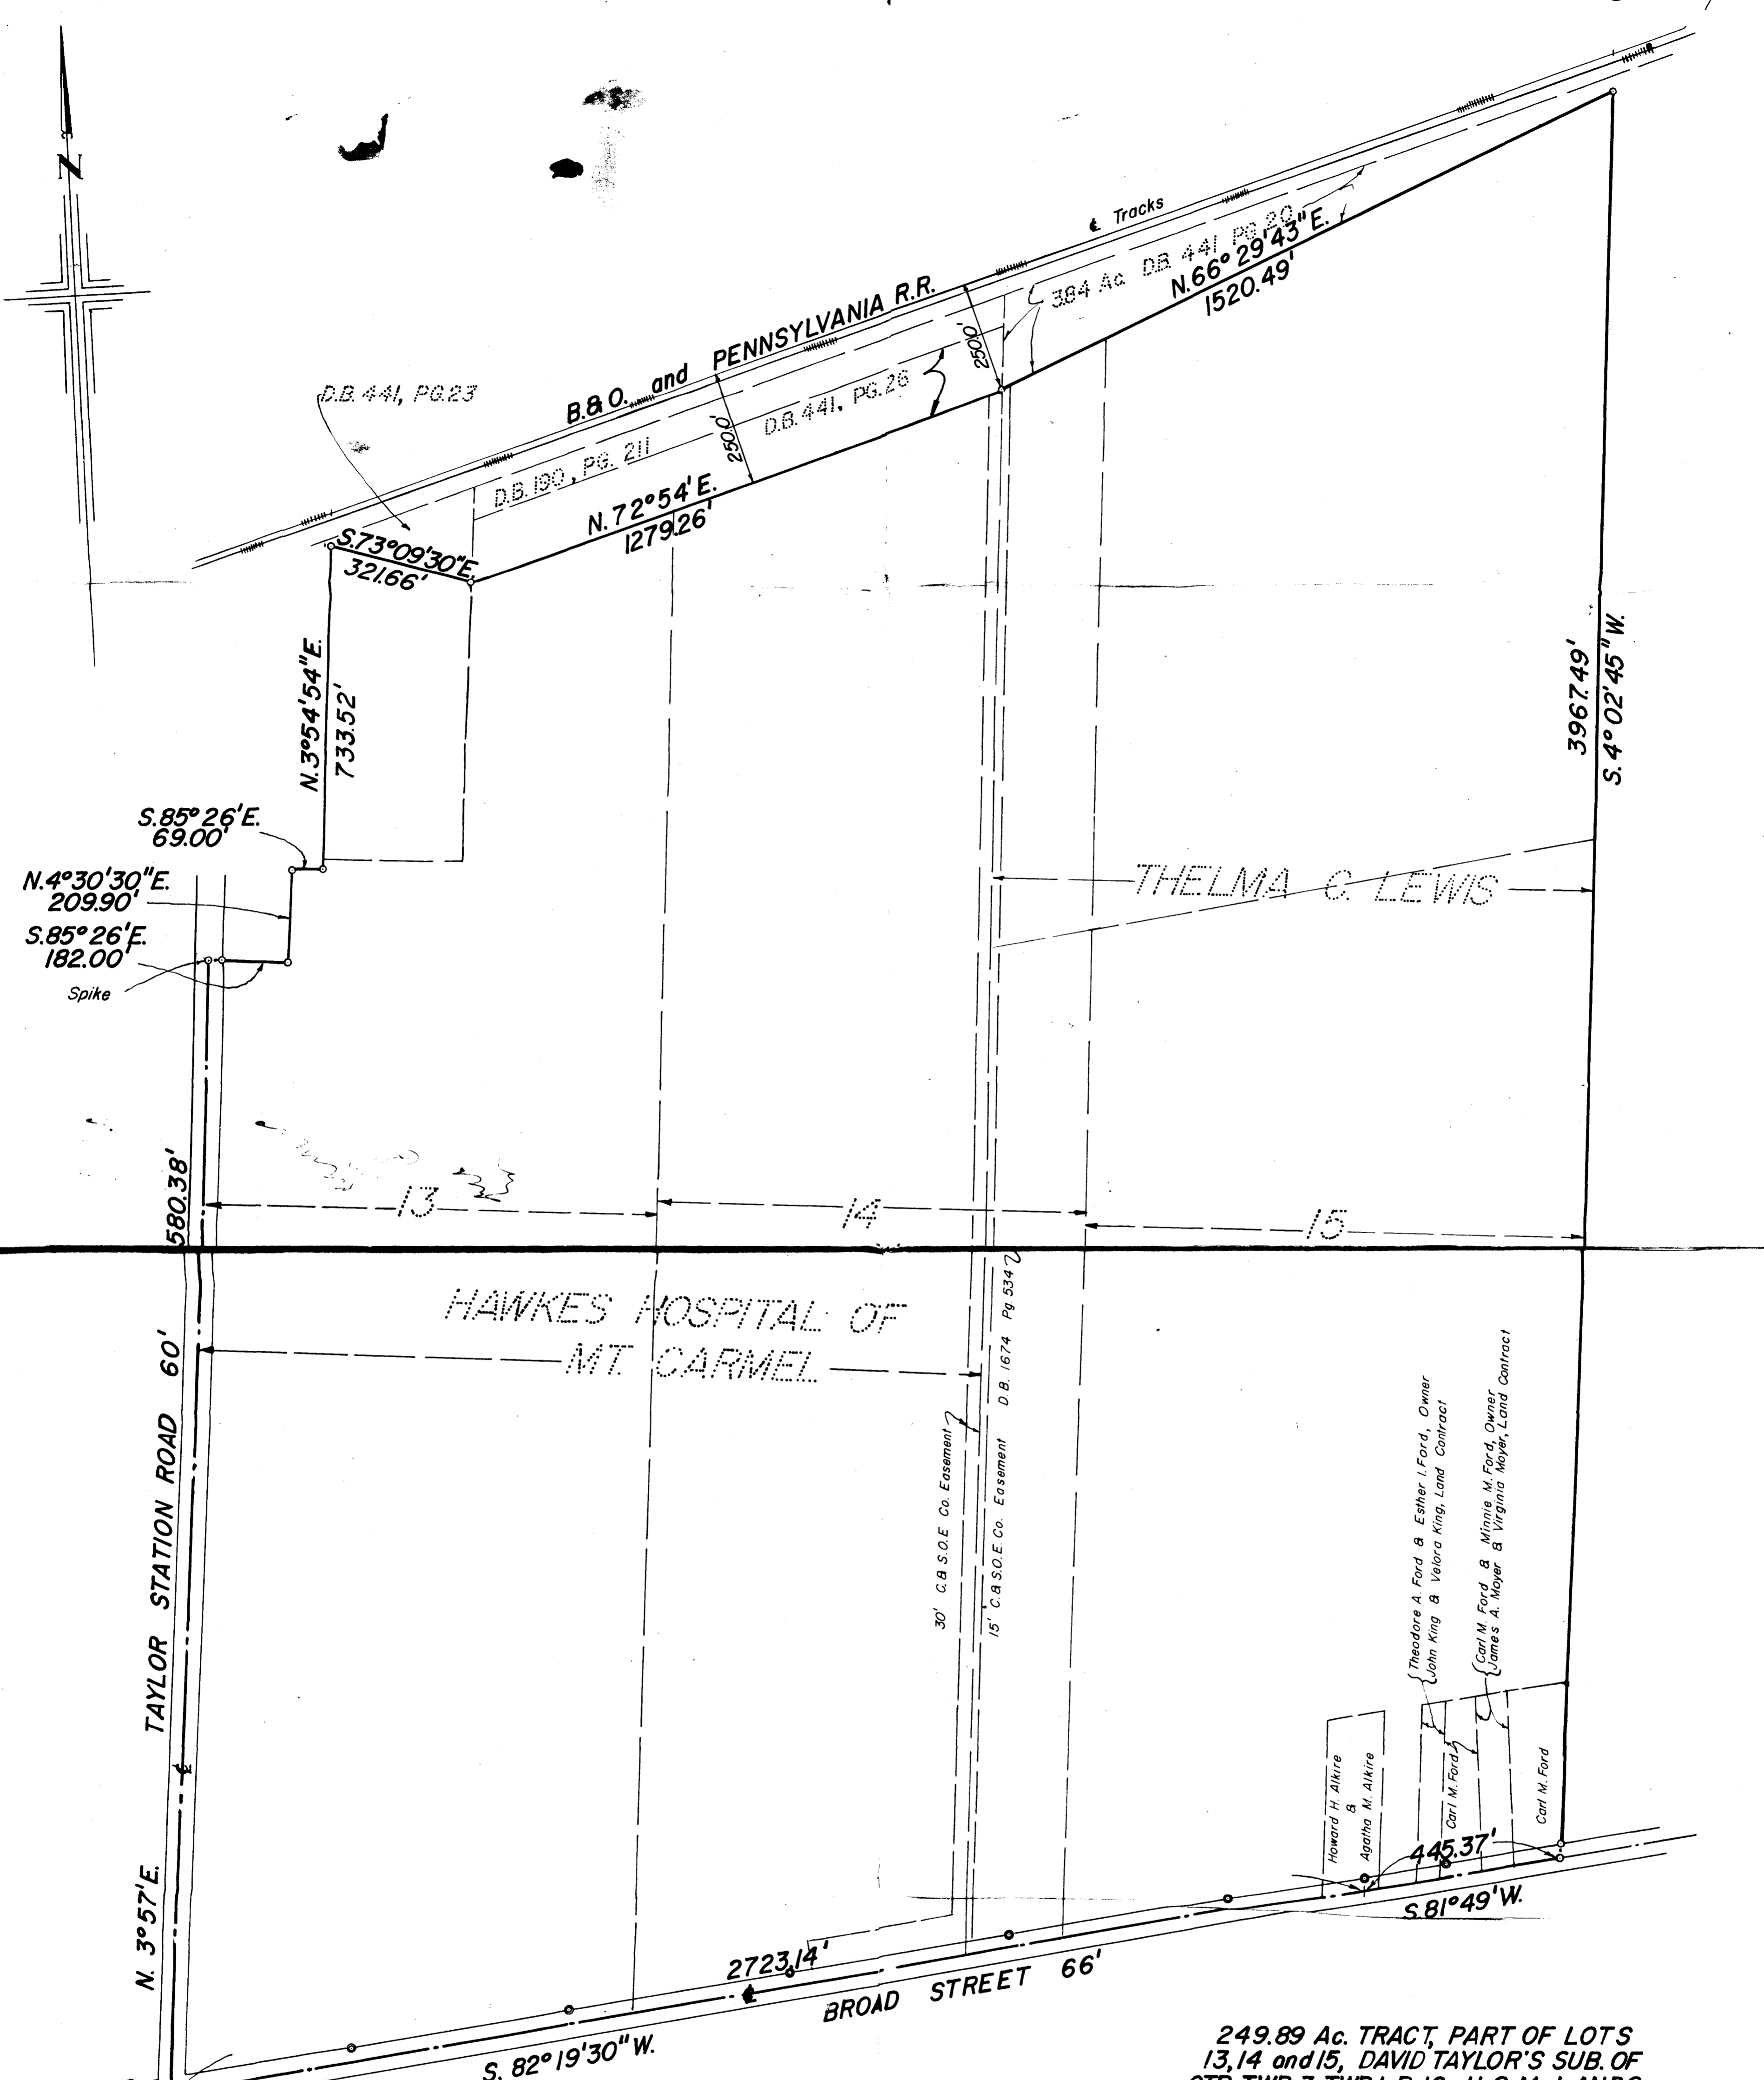 N
₵ Tracks
B.&O. and PENNSYLVANIA R.R.
3.84 Ac. D.B. 441 PG. 20
N.66°29'43"E.
1520.49'
250.0'
250.0'
D.B. 441, PG.23
D.B. 441, PG.26
D.B. 190, PG. 211
N.72°54'E.
1279.26'
S.73°09'30"E.
321.66'
N.3°54'54"E.
733.52'
3967.49'
S.4°02'45"W.
S.85°26'E.
69.00'
N.4°30'30"E.
209.90'
S.85°26'E.
182.00'
Spike
THELMA C. LEWIS
580.38'
13
14
15
HAWKES HOSPITAL OF
MT. CARMEL
D.B. 1674 Pg 534
30' C.&S.O.E Co. Easement
15' C.&S.O.E.Co. Easement
TAYLOR STATION ROAD 60'
N. 3°57'E.
Theodore A. Ford & Esther I. Ford, Owner
John King & Velora King, Land Contract
Carl M. Ford & Minnie M. Ford, Owner
James A. Moyer & Virginia Moyer, Land Contract
Howard H. Alkire
&
Agatha M. Alkire
Carl M. Ford
Carl M. Ford
445.37'
S.81°49'W.
2723.14'
BROAD STREET 66'
S. 82°19'30"W.
249.89 Ac. TRACT, PART OF LOTS
13,14 and 15, DAVID TAYLOR'S SUB. OF